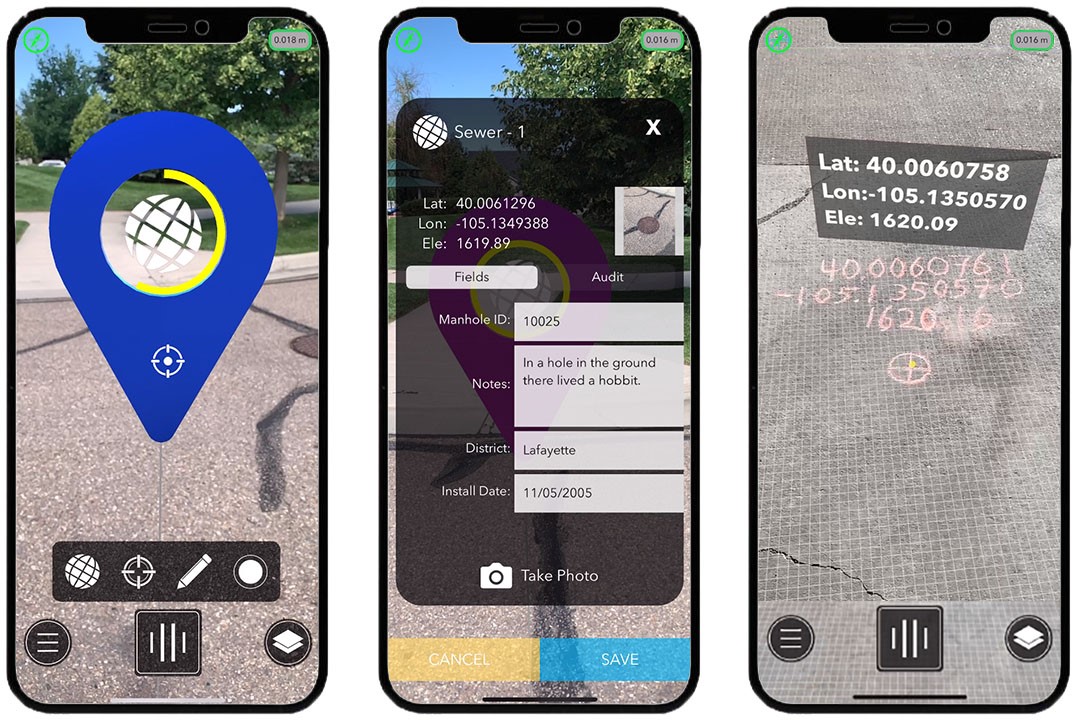 0.018 m
0.016 m
Sewer - 1
X
Lat: 40.0061296
Lon: -105.1349388
Ele: 1619.89
Fields Audit
Manhole ID: 10025
Notes: In a hole in the ground
there lived a hobbit.
District: Lafayette
Install Date: 11/05/2005
Take Photo
CANCEL SAVE
0.016 m
Lat: 40.0060758
Lon:-105.1350570
Ele: 1620.09
40.0060761
-105.1350570
1620.16